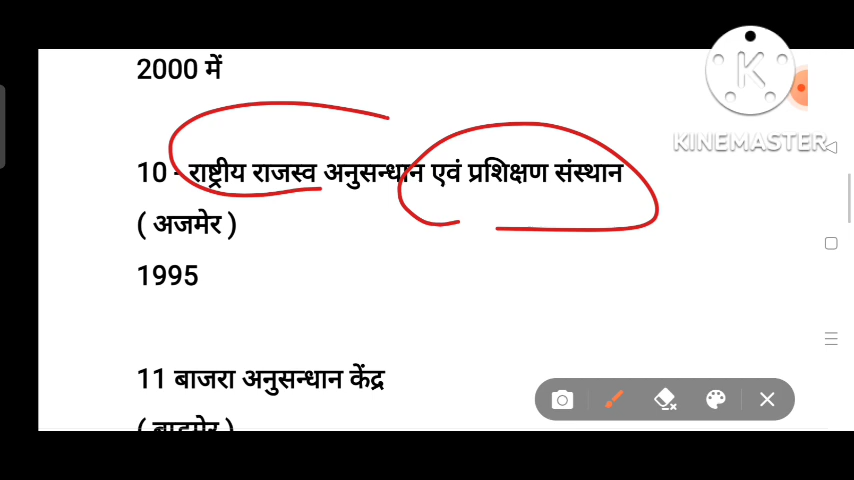 2000 में
KINEMASTER
10 - राष्ट्रीय राजस्व अनुसन्धान एवं प्रशिक्षण संस्थान
( अजमेर )
1995
11 बाजरा अनुसन्धान केंद्र
( बाड़मेर )